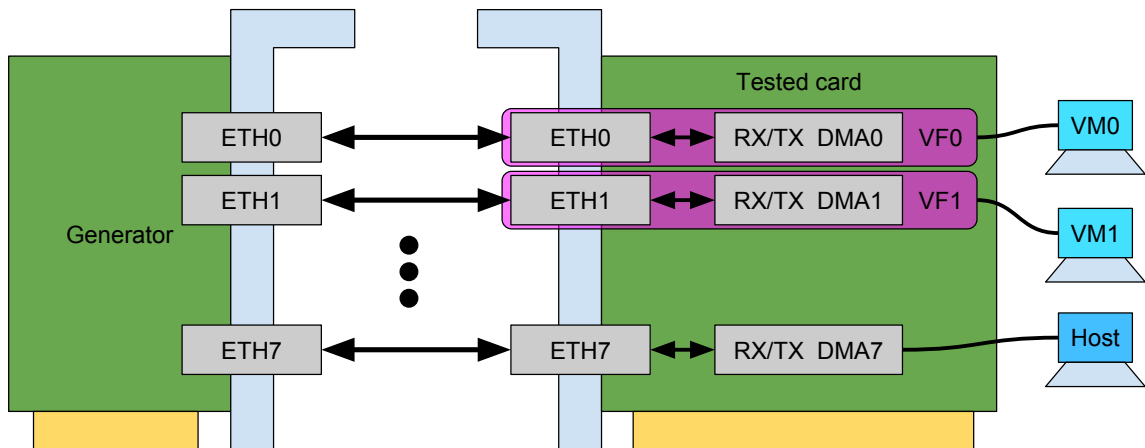 Tested card
ETH0 ETH0 RX/TX DMA0 VF0 VM0
ETH1 ETH1 RX/TX DMA1 VF1 VM1
Generator
ETH7 ETH7 RX/TX DMA7 Host